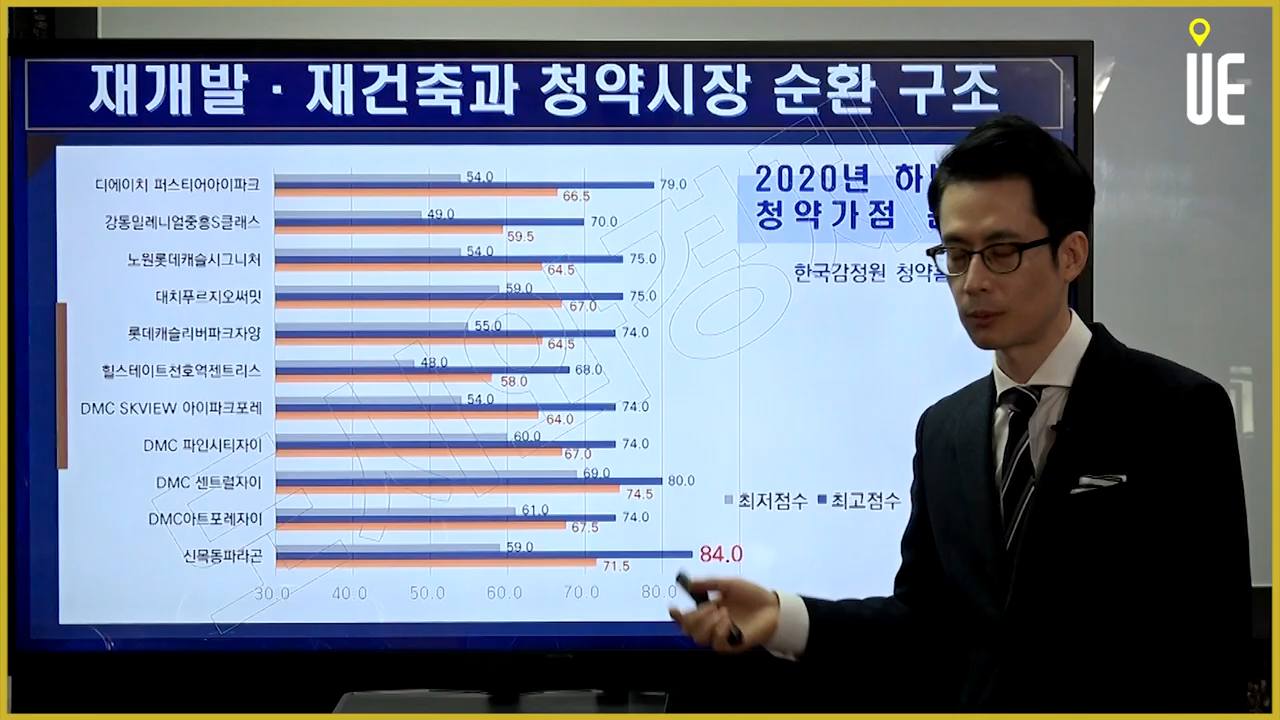 UE
재개발 · 재건축과 청약시장 순환 구조
2020년
청약가점
한국감정원
디에이치 퍼스티어아이파크 54.0 79.0 66.5
강동밀레니얼중흥S클래스 49.0 70.0 59.5
노원롯데캐슬시그니처 54.0 75.0 64.5
대치푸르지오써밋 59.0 75.0 67.0
롯데캐슬리버파크자양 55.0 74.0 64.5
힐스테이트천호역젠트리스 48.0 68.0 58.0
DMC SKVIEW 아이파크포레 54.0 74.0 64.0
DMC 파인시티자이 60.0 74.0 67.0
DMC 센트럴자이 69.0 80.0 74.5
DMC아트포레자이 61.0 74.0 67.5
신목동파라곤 59.0 84.0 71.5
30.0 40.0 50.0 60.0 70.0 80.0
최저점수 최고점수